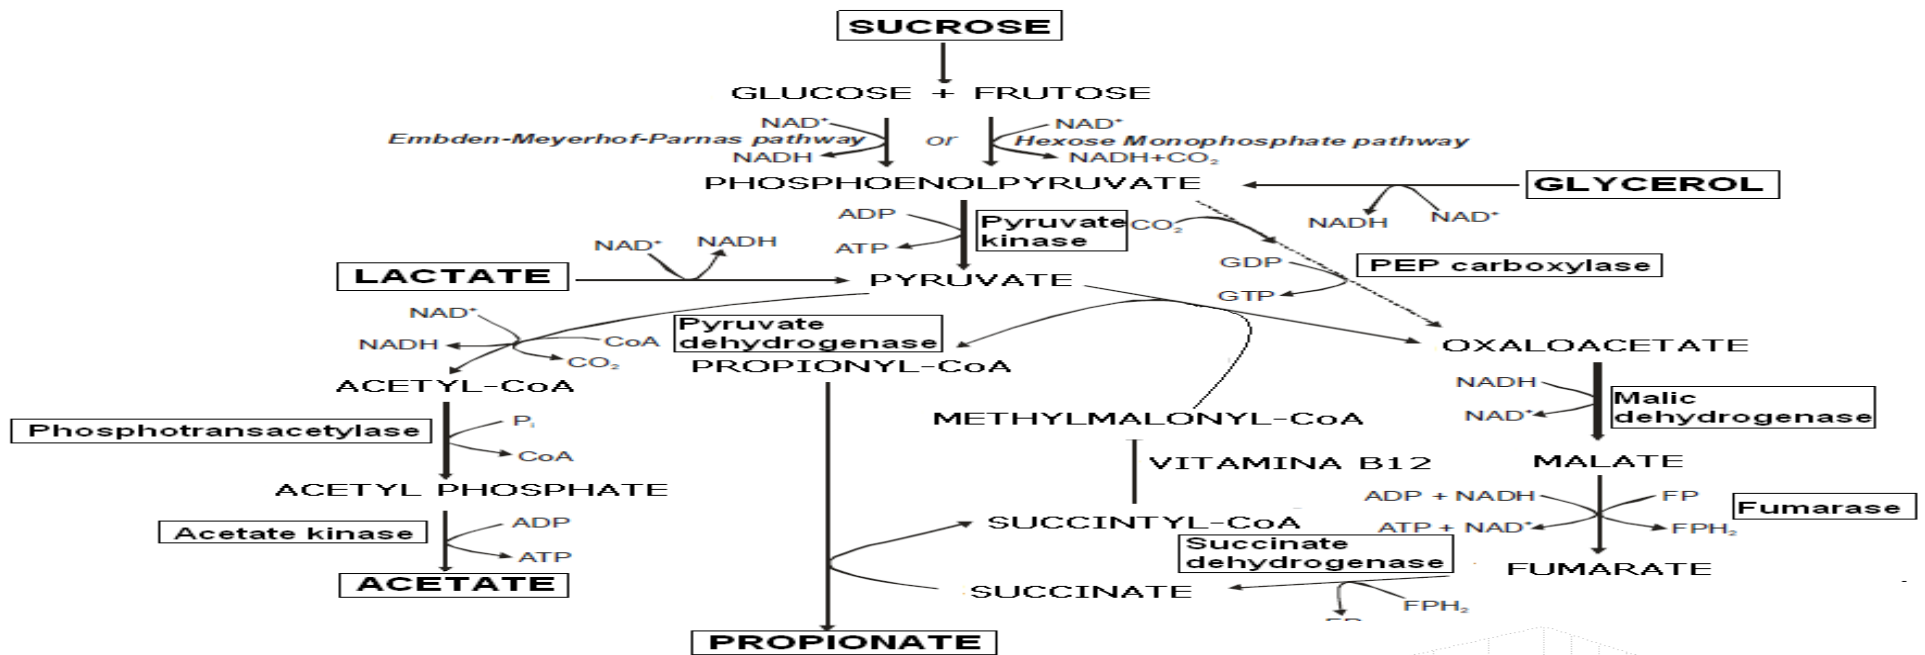 SUCROSE
GLUCOSE + FRUTOSE
NAD⁺
NAD⁺
Embden-Meyerhof-Parnas pathway
or
Hexose Monophosphate pathway
NADH
NADH+CO₂
PHOSPHOENOLPYRUVATE
GLYCEROL
ADP
Pyruvate
kinase
CO₂
NADH
NAD⁺
NAD⁺
NADH
ATP
GDP
PEP carboxylase
LACTATE
PYRUVATE
GTP
NAD⁺
Pyruvate
dehydrogenase
NADH
CoA
CO₂
PROPIONYL-CoA
OXALOACETATE
ACETYL-CoA
NADH
Malic
dehydrogenase
NAD⁺
Phosphotransacetylase
Pᵢ
CoA
METHYLMALONYL-CoA
VITAMINA B12
MALATE
ACETYL PHOSPHATE
ADP + NADH
FP
Fumarase
Acetate kinase
ADP
ATP
SUCCINTYL-CoA
ATP + NAD⁺
FPH₂
Succinate
dehydrogenase
FUMARATE
ACETATE
SUCCINATE
FPH₂
PROPIONATE